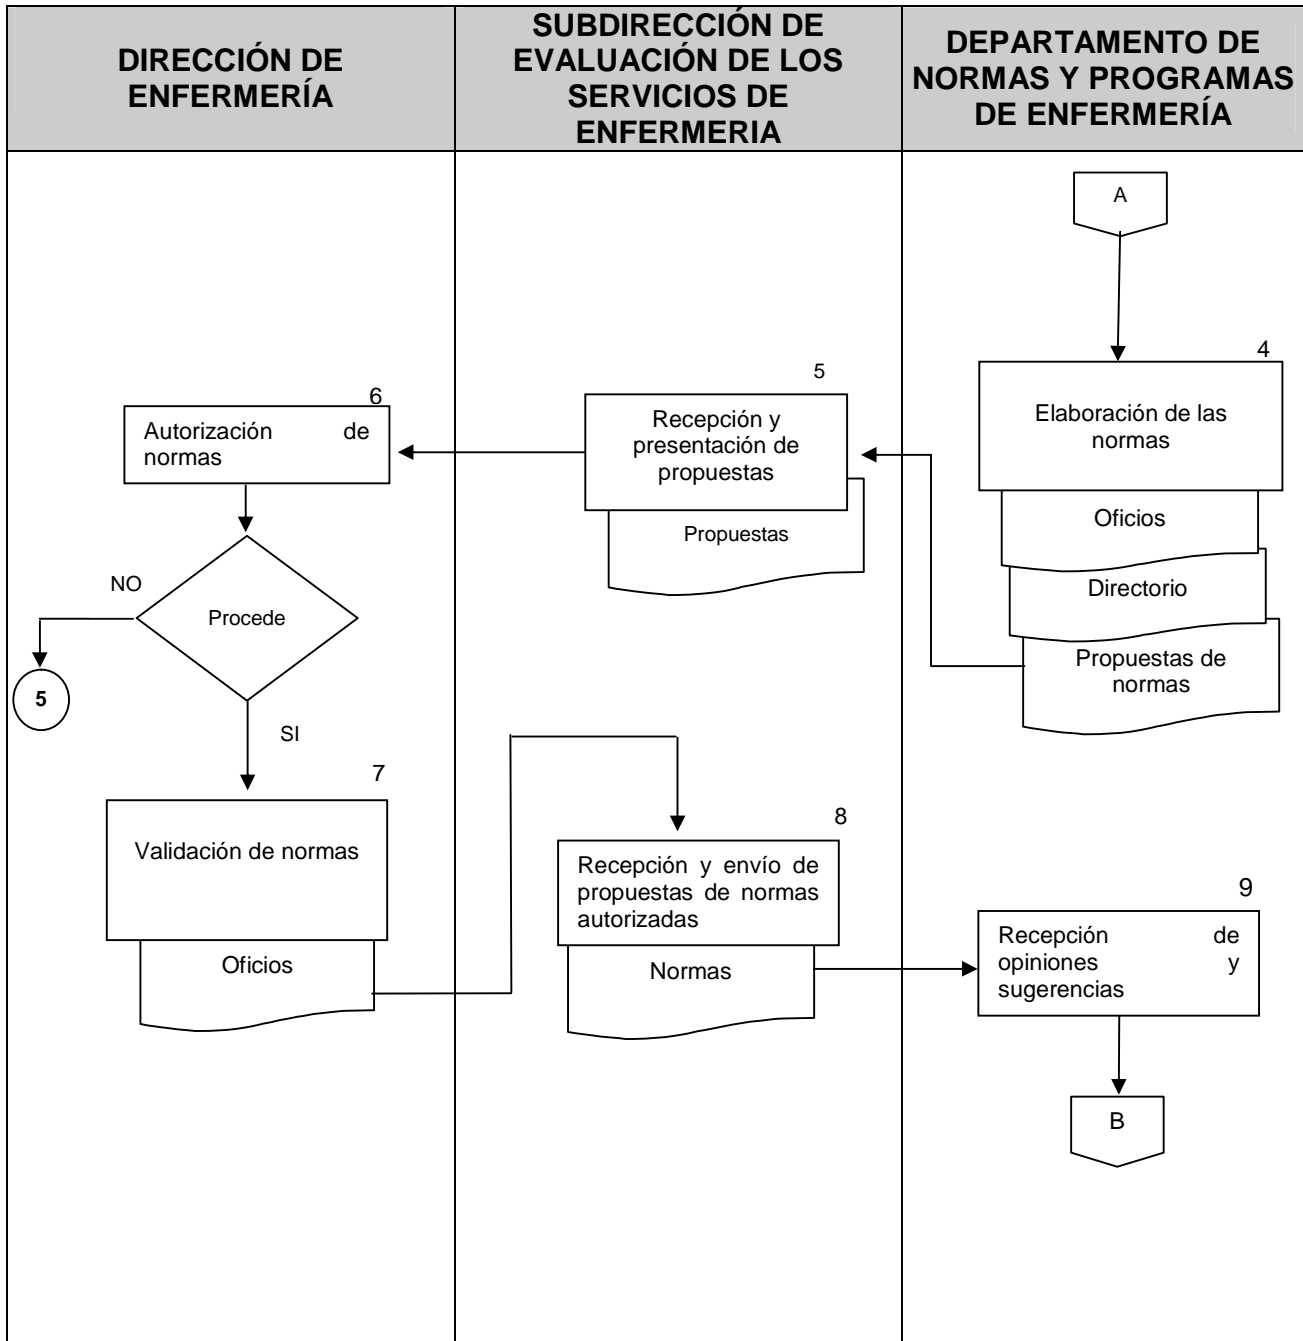 DIRECCIÓN DE
ENFERMERÍA
SUBDIRECCIÓN DE
EVALUACIÓN DE LOS
SERVICIOS DE
ENFERMERIA
DEPARTAMENTO DE
NORMAS Y PROGRAMAS
DE ENFERMERÍA
A
4
Elaboración de las
normas
Oficios
Directorio
Propuestas de
normas
5
Recepción y
presentación de
propuestas
Propuestas
6
Autorización de
normas
Procede
NO
5
SI
7
Validación de normas
Oficios
8
Recepción y envío de
propuestas de normas
autorizadas
Normas
9
Recepción de
opiniones y
sugerencias
B